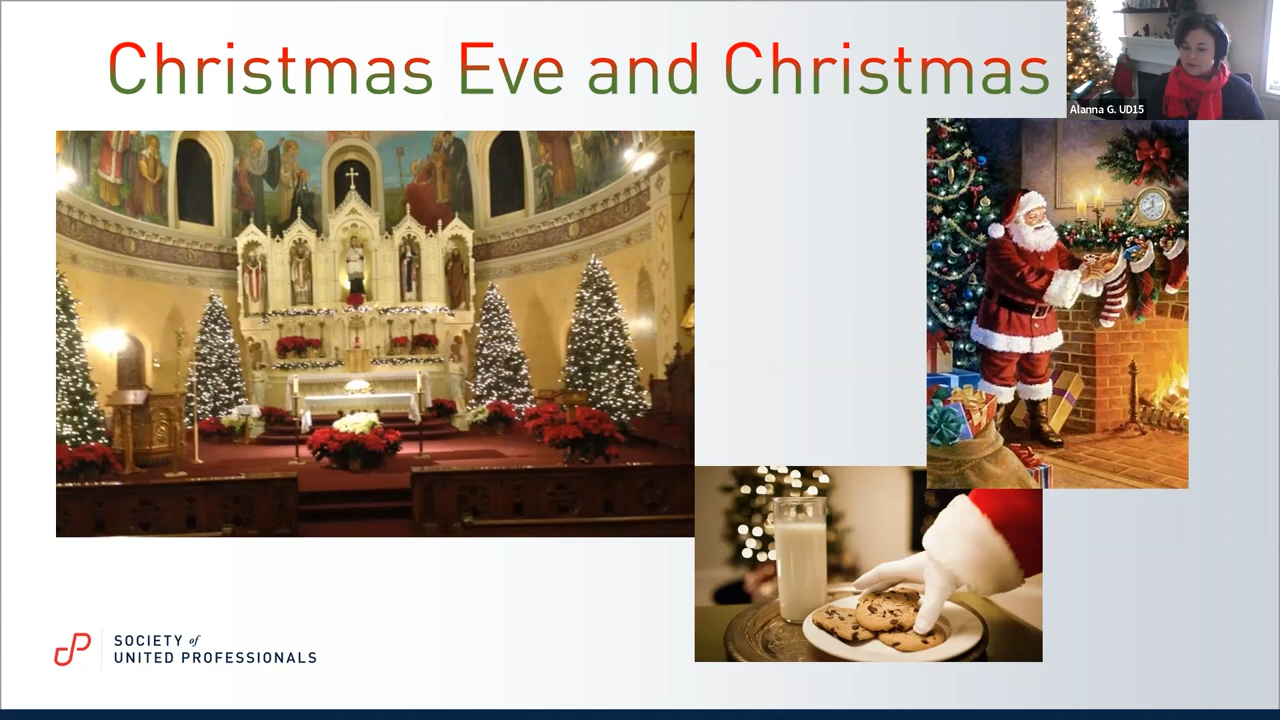 Christmas Eve and Christmas
Alanna G. UD15
SOCIETY of
UNITED PROFESSIONALS